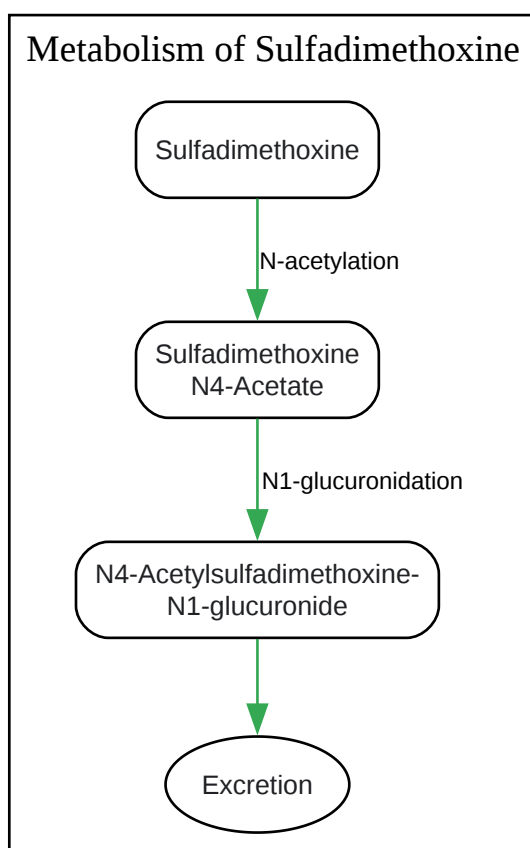 Metabolism of Sulfadimethoxine
Sulfadimethoxine
N-acetylation
Sulfadimethoxine
N4-Acetate
N1-glucuronidation
N4-Acetylsulfadimethoxine-
N1-glucuronide
Excretion